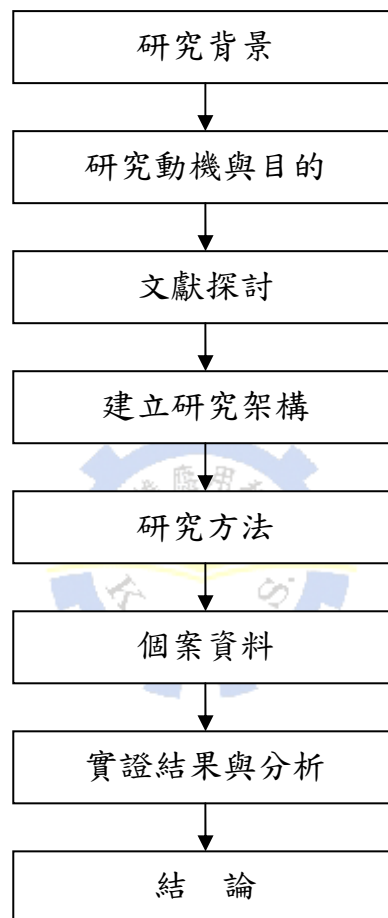 研究背景
研究動機與目的
文獻探討
建立研究架構
應用
研究方法
K S
個案資料
實證結果與分析
結 論